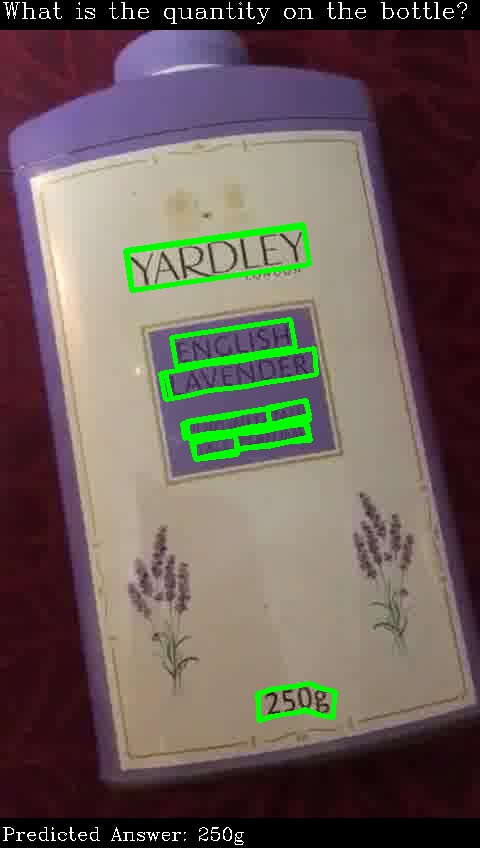 What is the quantity on the bottle?
YARDLEY
LONDON
ENGLISH
LAVENDER
250g
Predicted Answer: 250g